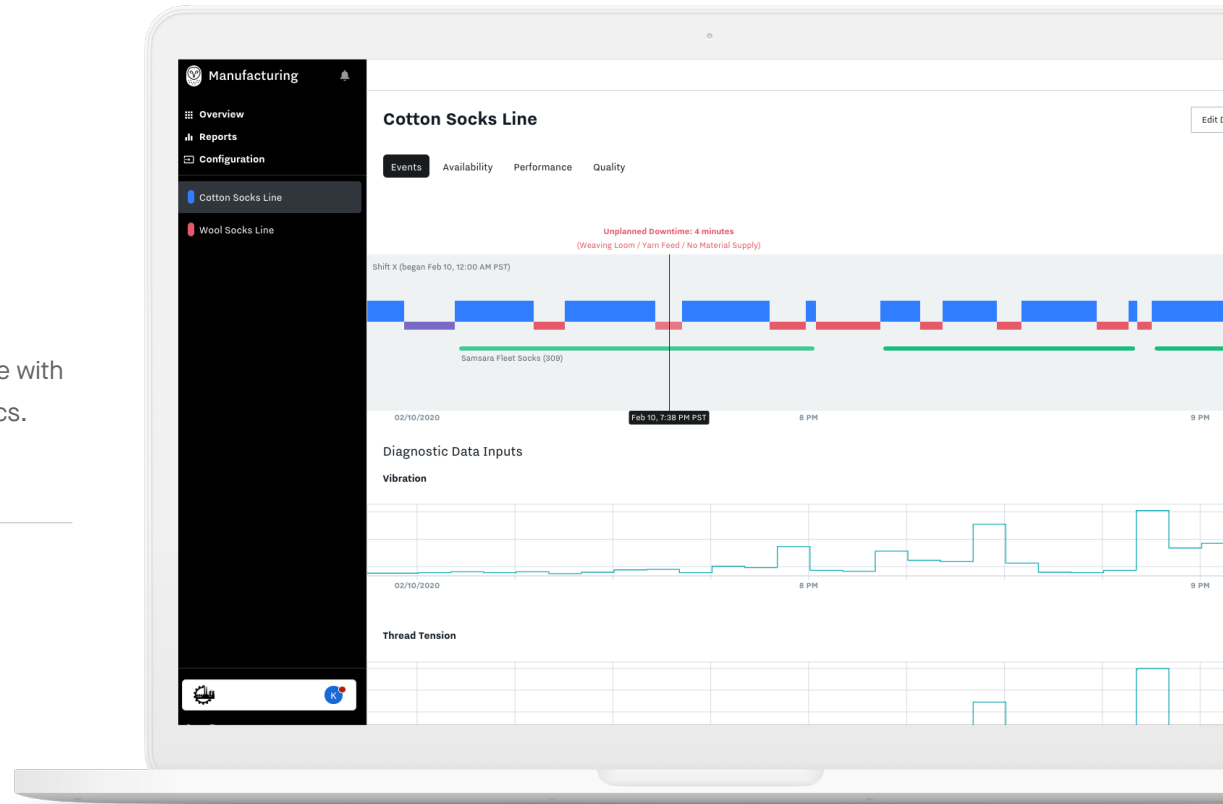 e with
cs.
Manufacturing
Overview
Reports
Configuration
Cotton Socks Line
Wool Socks Line
K
Cotton Socks Line
Edit D
Events Availability Performance Quality
Unplanned Downtime: 4 minutes
(Weaving Loom / Yarn Feed / No Material Supply)
Shift X (began Feb 10, 12:00 AM PST)
Samsara Fleet Socks (309)
02/10/2020 Feb 10, 7:38 PM PST 8 PM 9 PM
Diagnostic Data Inputs
Vibration
02/10/2020 8 PM 9 PM
Thread Tension